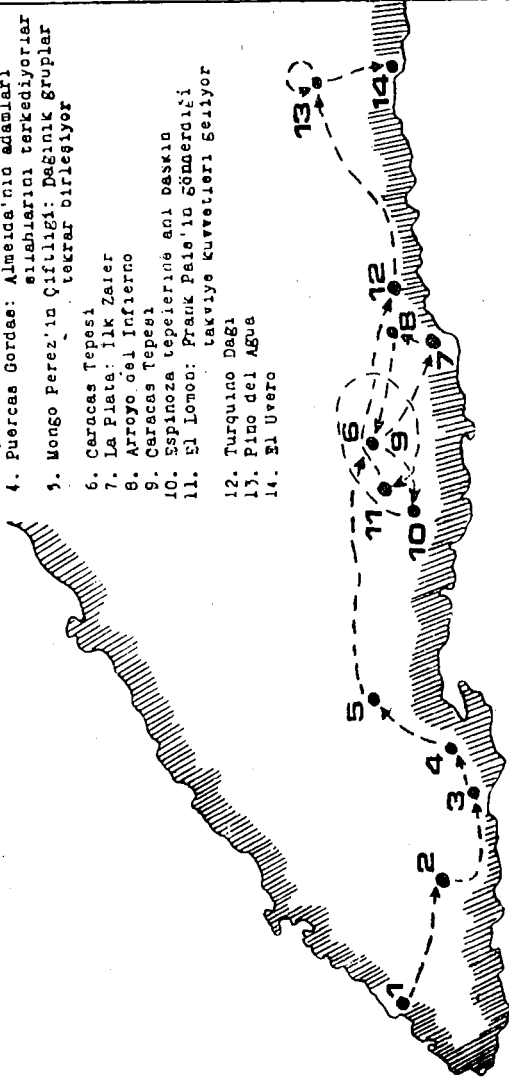 4. Puercas Gordas: Almeida'nın adamları
silahlarını terkediyorlar
5. Mongo Perez'in Çiftliği: Dağınık gruplar
tekrar birleşiyor
6. Caracas Tepesi
7. La Plata: İlk Zafer
8. Arroyo del Infierno
9. Caracas Tepesi
10. Espinoza tepelerine ani baskın
11. El Lomon: Frank Pais'in gönderdiği
takviye kuvvetleri geliyor
12. Turquino Dağı
13. Pino del Agua
14. El Uvero
1
2
3
4
5
6
7
8
9
10
11
12
13
14